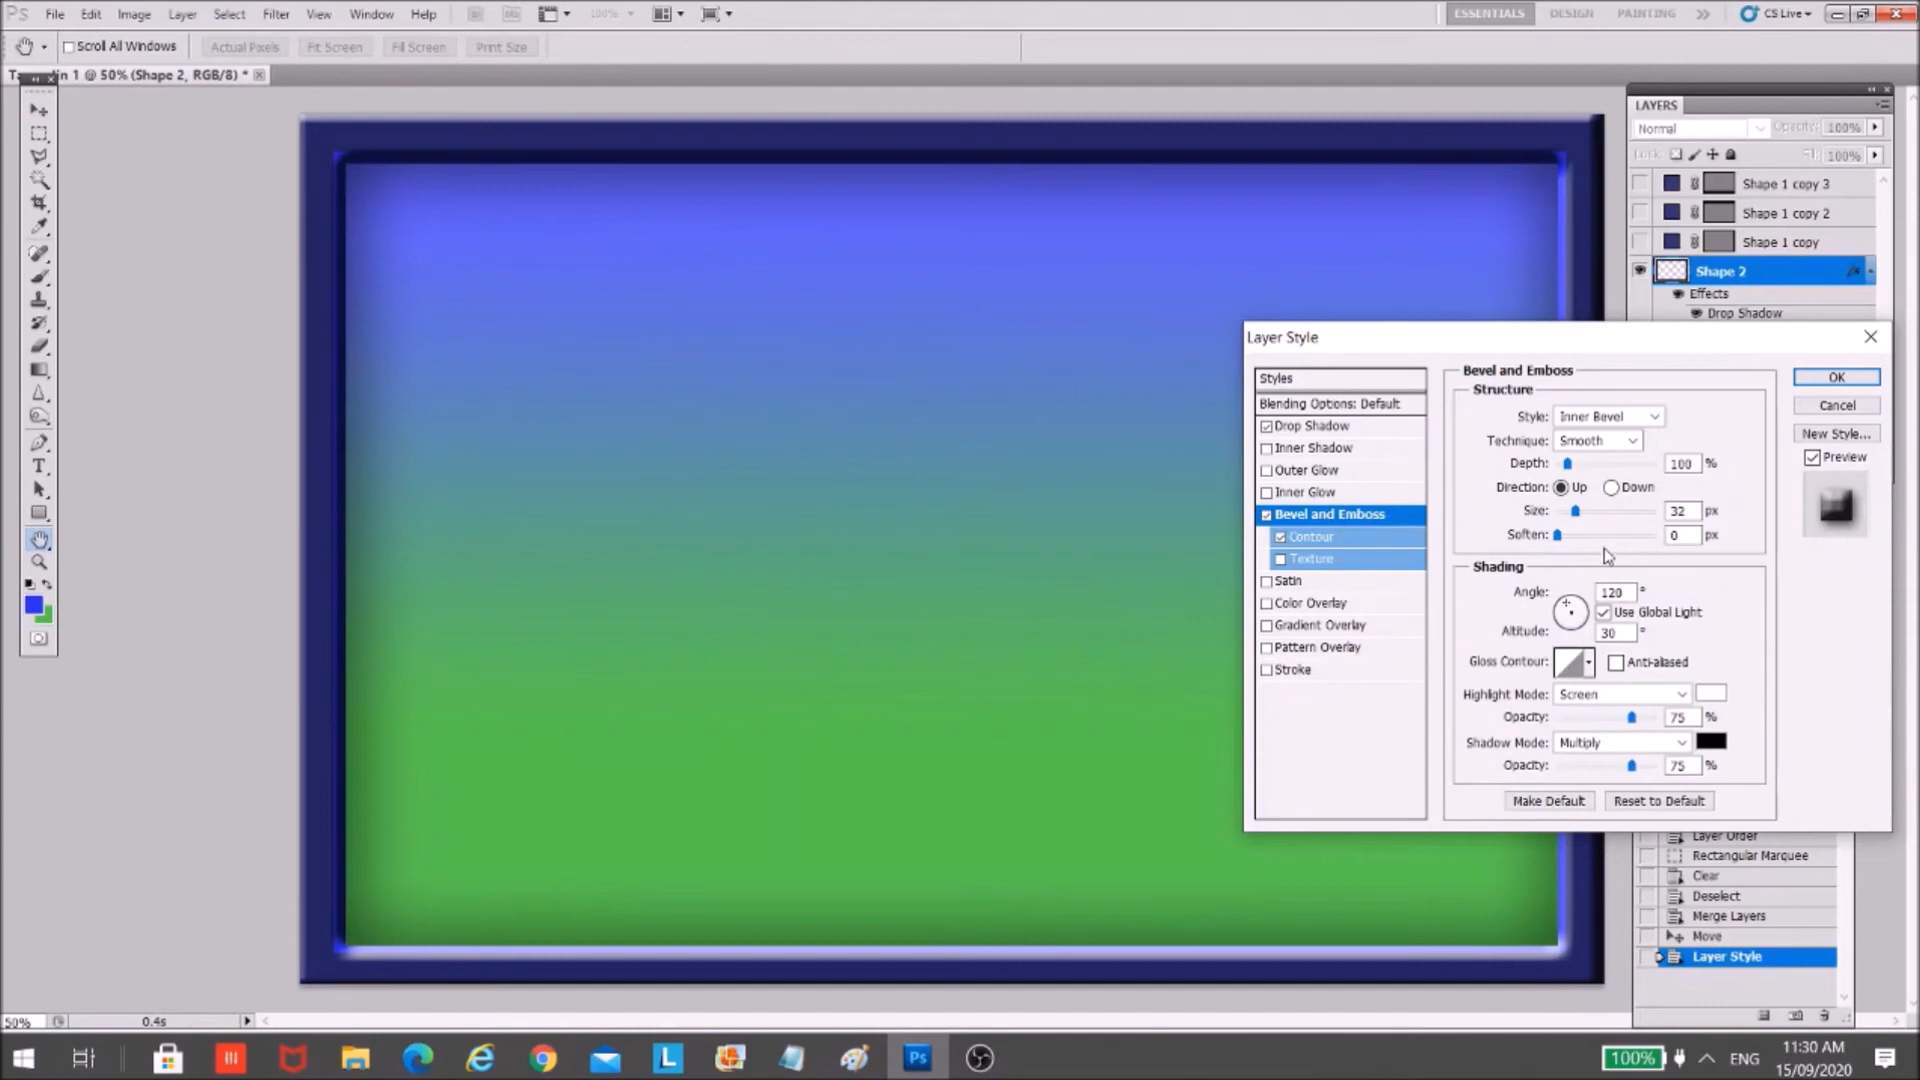 PS File Edit Image Layer Select Filter View Window Help Mb 100% ESSENTIALS DESIGN PAINTING CS Live
Scroll All Windows Actual Pixels Fit Screen Fill Screen Print Size
1 @ 50% (Shape 2, RGB/8) *
LAYERS
Normal Opacity: 100%
Lock: Fill: 100%
Shape 1 copy 3
Shape 1 copy 2
Shape 1 copy
Shape 2
Effects
Drop Shadow
Layer Style
Styles
Blending Options: Default
Drop Shadow
Inner Shadow
Outer Glow
Inner Glow
Bevel and Emboss
Contour
Texture
Satin
Color Overlay
Gradient Overlay
Pattern Overlay
Stroke
Bevel and Emboss
Structure
Style: Inner Bevel
Technique: Smooth
Depth: 100 %
Direction: Up Down
Size: 32 px
Soften: 0 px
Shading
Angle: 120 °
Use Global Light
Altitude: 30 °
Gloss Contour: Anti-aliased
Highlight Mode: Screen
Opacity: 75 %
Shadow Mode: Multiply
Opacity: 75 %
Make Default Reset to Default
OK
Cancel
New Style...
Preview
Layer Order
Rectangular Marquee
Clear
Deselect
Merge Layers
Move
Layer Style
50% 0.4s
L Ps 100% ENG 11:30 AM
15/09/2020